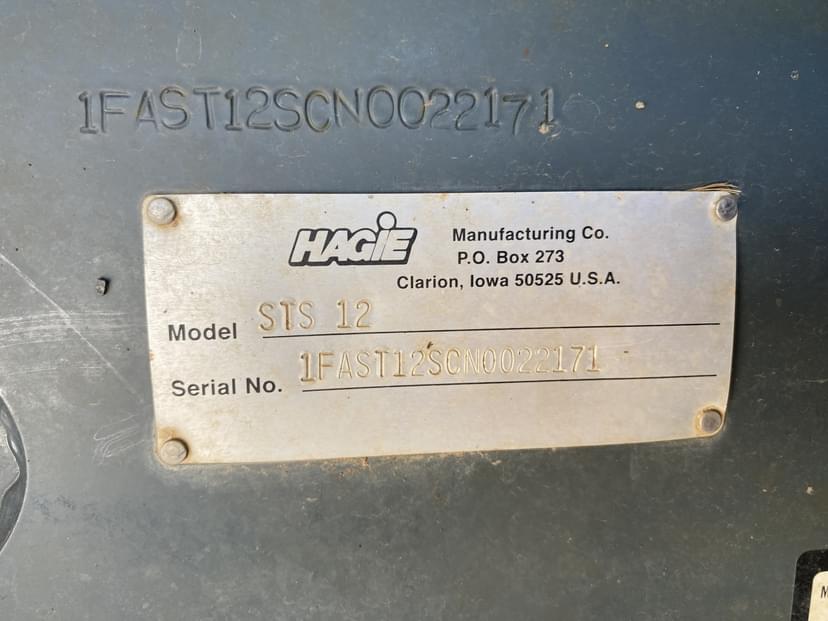 1FAST12SCN0022171
HAGIE Manufacturing Co.
P.O. Box 273
Clarion, Iowa 50525 U.S.A.
Model STS 12
Serial No. 1FAST12SCN0022171
M